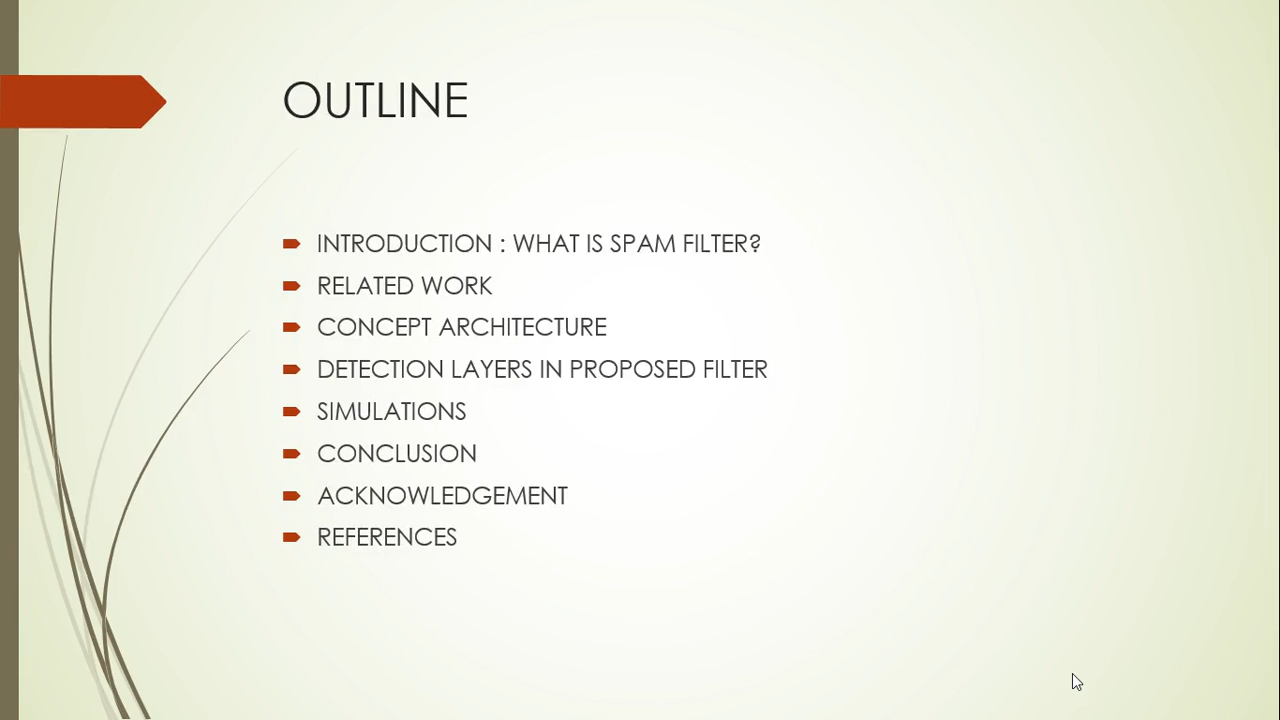 OUTLINE
INTRODUCTION : WHAT IS SPAM FILTER?
RELATED WORK
CONCEPT ARCHITECTURE
DETECTION LAYERS IN PROPOSED FILTER
SIMULATIONS
CONCLUSION
ACKNOWLEDGEMENT
REFERENCES